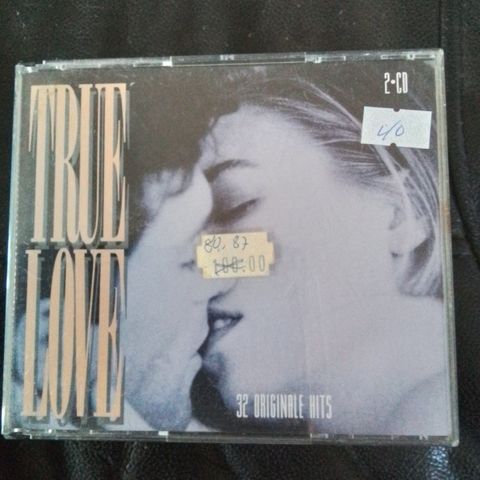 TRUE
LOVE
2•CD
40
80,. 87
100.00
32 ORIGINALE HITS